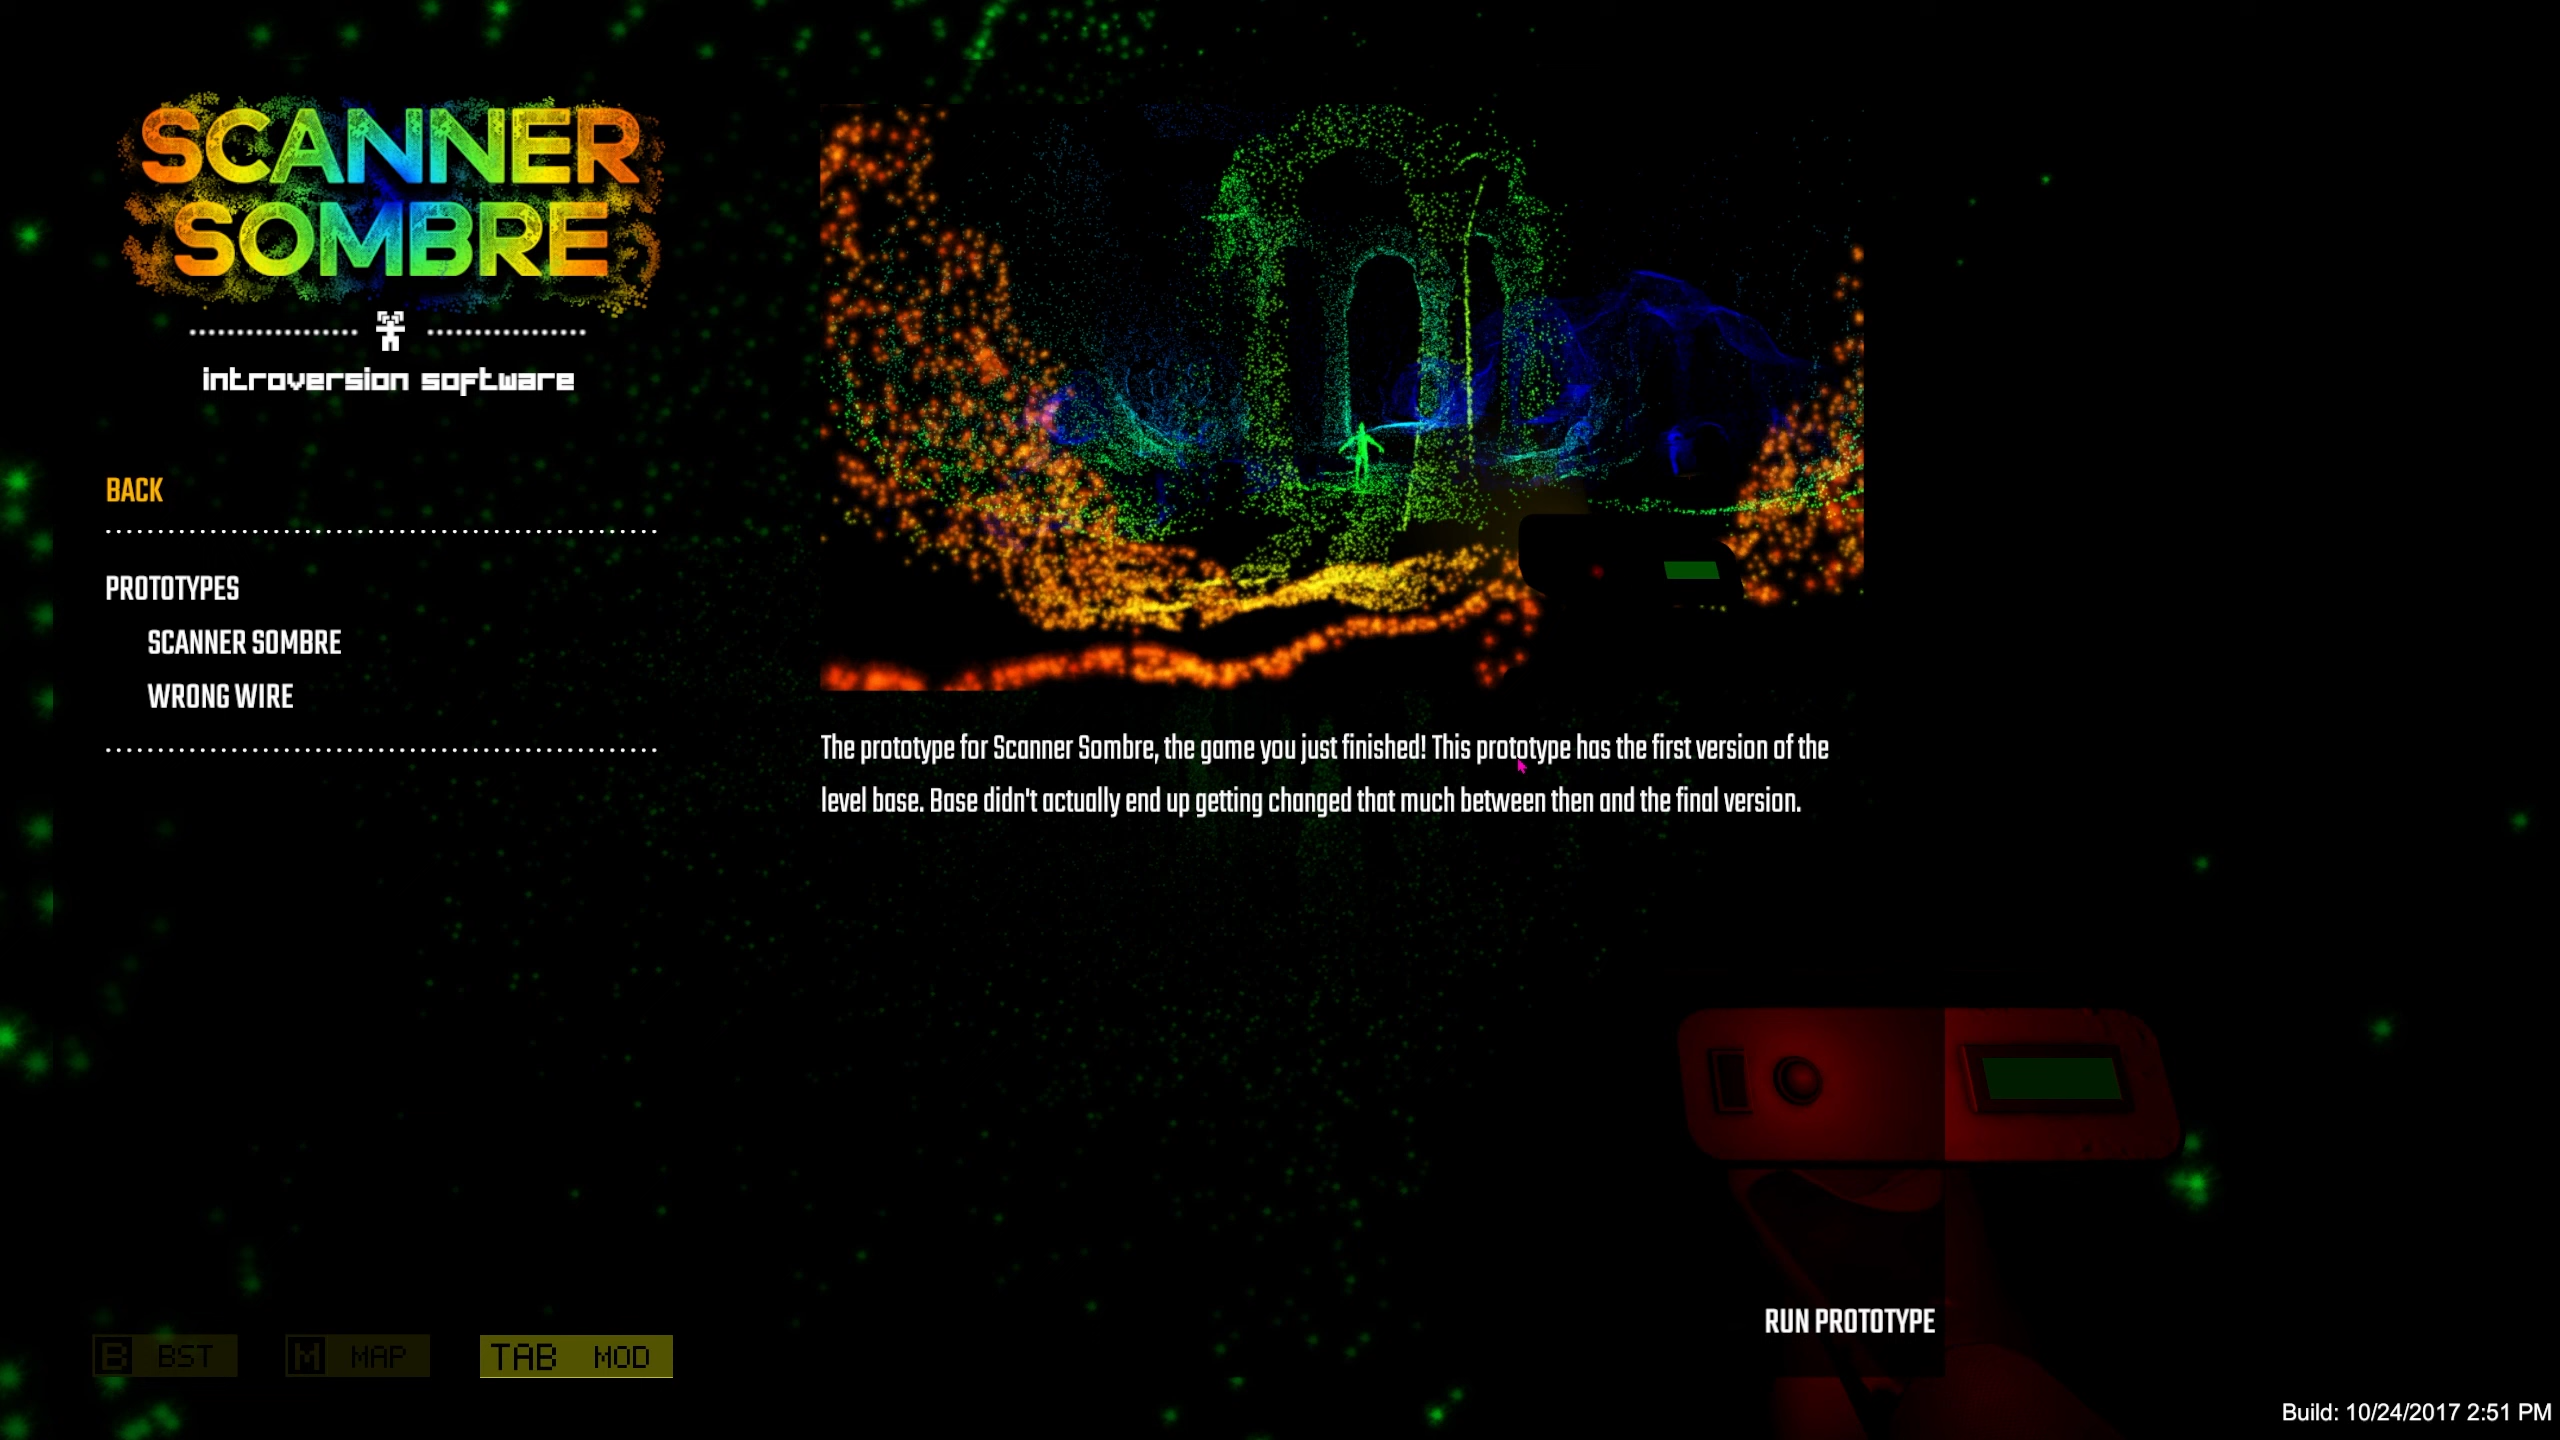 SCANNER
SOMBRE
introversion software
BACK
PROTOTYPES
SCANNER SOMBRE
WRONG WIRE
The prototype for Scanner Sombre, the game you just finished! This prototype has the first version of the
level base. Base didn't actually end up getting changed that much between then and the final version.
RUN PROTOTYPE
B BST M MAP TAB MOD
Build: 10/24/2017 2:51 PM